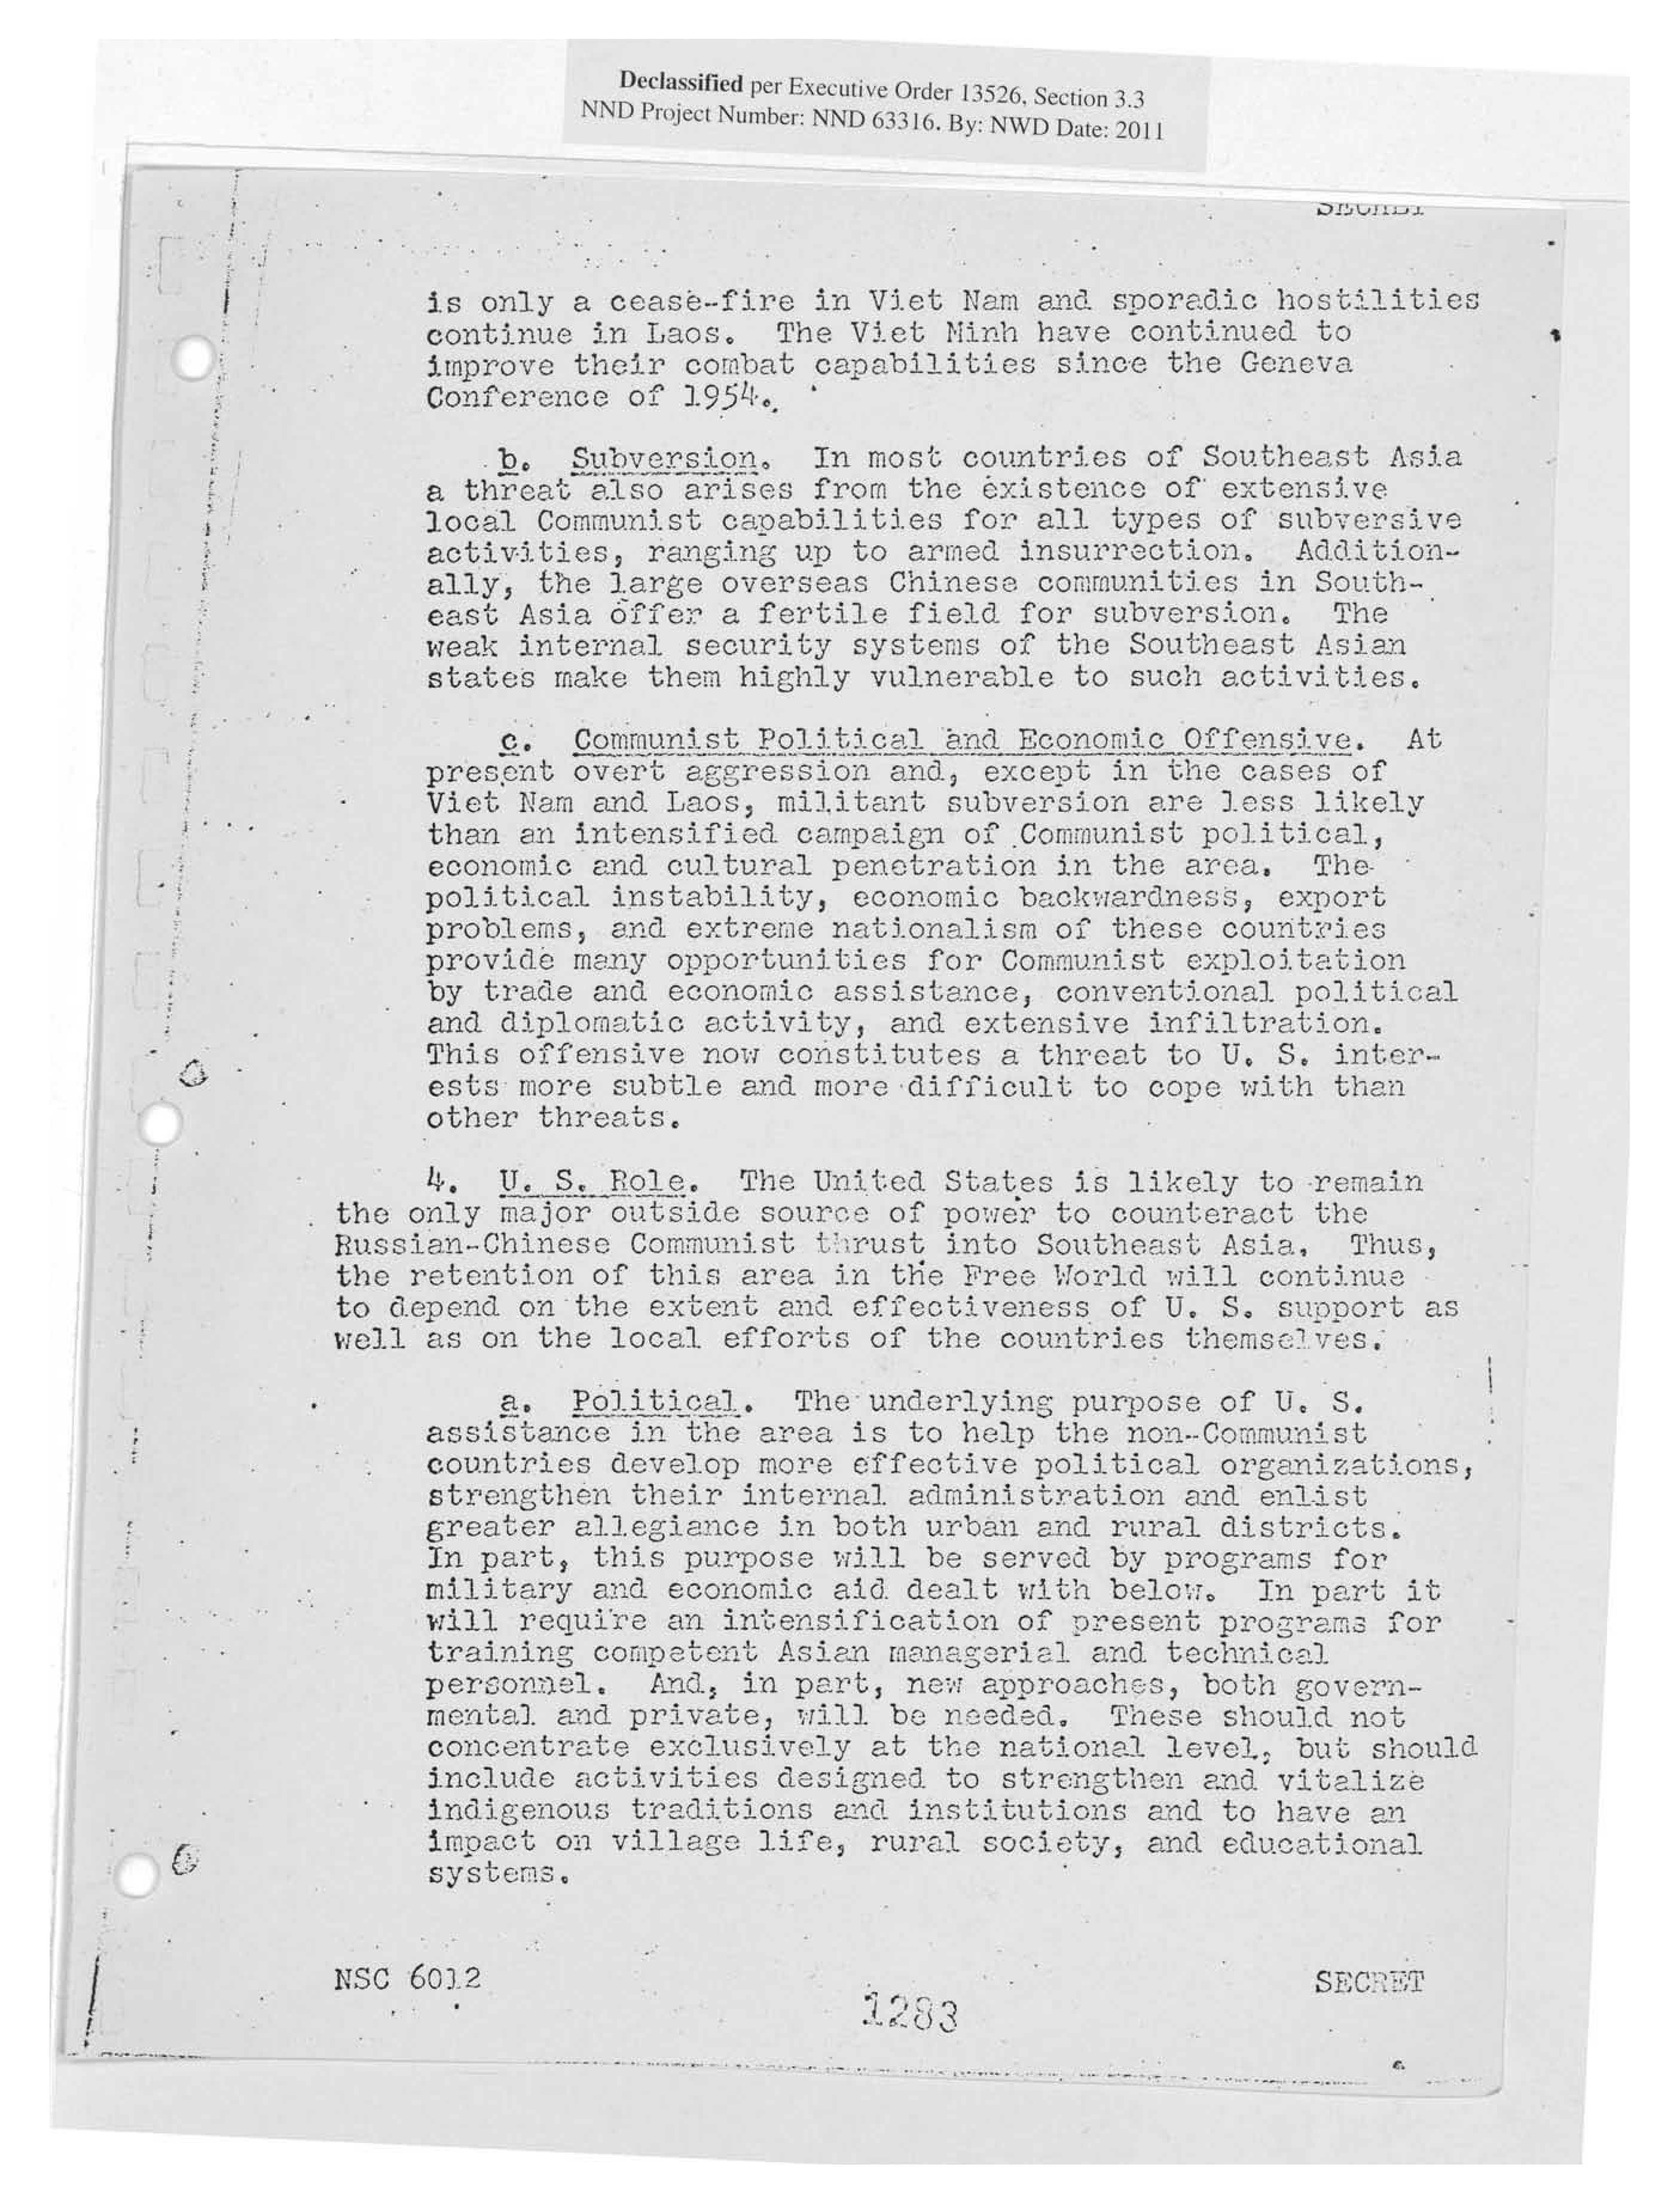 Declassified per Executive Order 13526, Section 3.3
NND Project Number: NND 63316. By: NWD Date: 2011
SECRET
is only a cease-fire in Viet Nam and sporadic hostilities
continue in Laos. The Viet Minh have continued to
improve their combat capabilities since the Geneva
Conference of 1954.
b. Subversion. In most countries of Southeast Asia
a threat also arises from the existence of extensive
local Communist capabilities for all types of subversive
activities, ranging up to armed insurrection. Addition-
ally, the large overseas Chinese communities in South-
east Asia offer a fertile field for subversion. The
weak internal security systems of the Southeast Asian
states make them highly vulnerable to such activities.
c. Communist Political and Economic Offensive. At
present overt aggression and, except in the cases of
Viet Nam and Laos, militant subversion are less likely
than an intensified campaign of Communist political,
economic and cultural penetration in the area. The
political instability, economic backwardness, export
problems, and extreme nationalism of these countries
provide many opportunities for Communist exploitation
by trade and economic assistance, conventional political
and diplomatic activity, and extensive infiltration.
This offensive now constitutes a threat to U. S. inter-
ests more subtle and more difficult to cope with than
other threats.
4. U. S. Role. The United States is likely to remain
the only major outside source of power to counteract the
Russian-Chinese Communist thrust into Southeast Asia. Thus,
the retention of this area in the Free World will continue
to depend on the extent and effectiveness of U. S. support as
well as on the local efforts of the countries themselves.
a. Political. The underlying purpose of U. S.
assistance in the area is to help the non-Communist
countries develop more effective political organizations,
strengthen their internal administration and enlist
greater allegiance in both urban and rural districts.
In part, this purpose will be served by programs for
military and economic aid dealt with below. In part it
will require an intensification of present programs for
training competent Asian managerial and technical
personnel. And, in part, new approaches, both govern-
mental and private, will be needed. These should not
concentrate exclusively at the national level, but should
include activities designed to strengthen and vitalize
indigenous traditions and institutions and to have an
impact on village life, rural society, and educational
systems.
NSC 6012
SECRET
1283